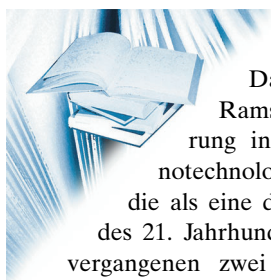 Da
Rams
rung in
notechnolo
die als eine d
des 21. Jahrhund
vergangenen zwei